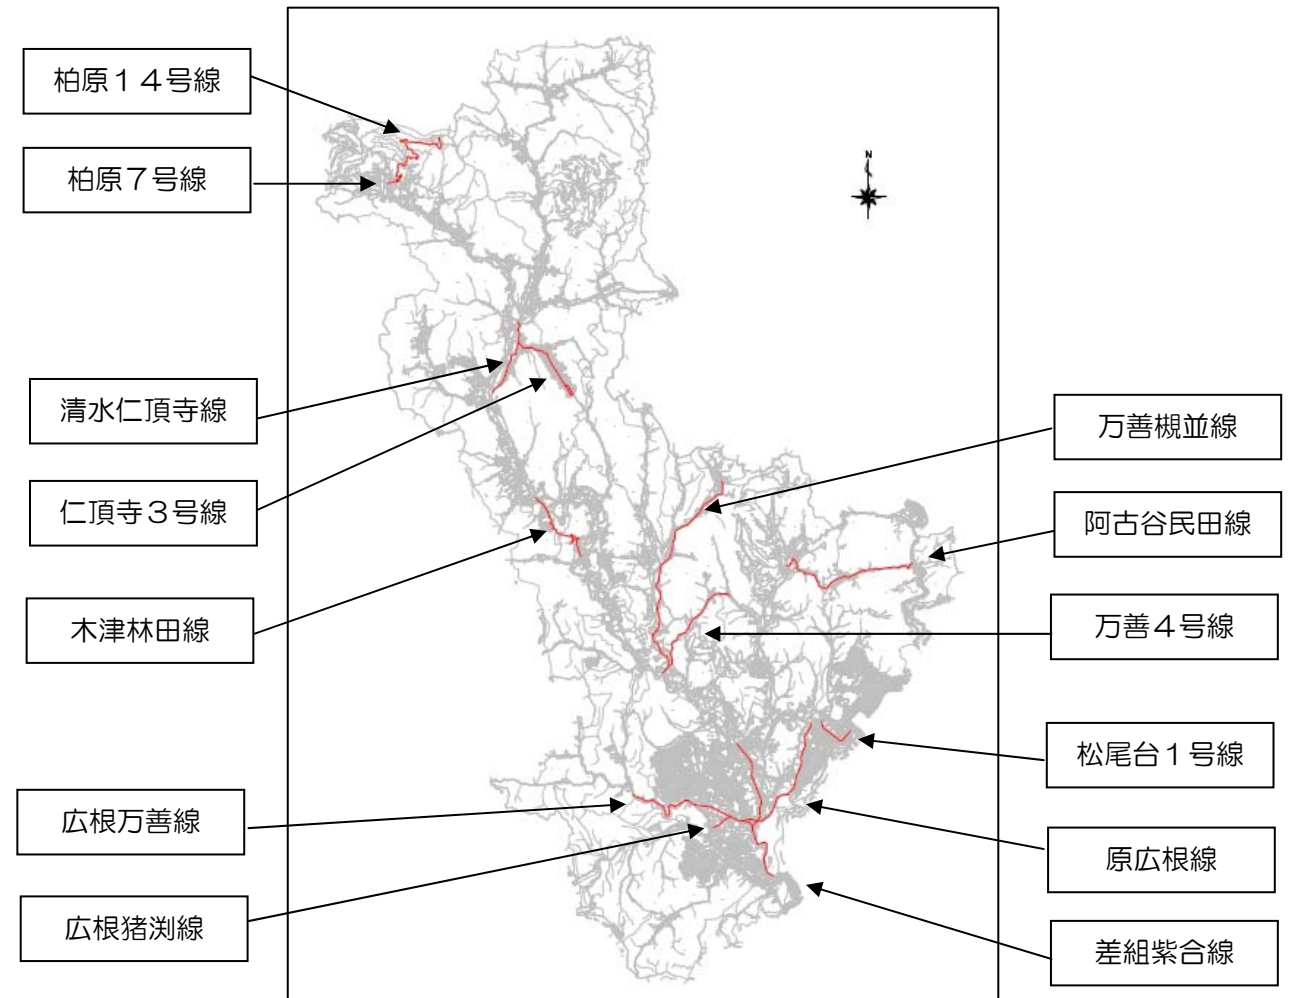 柏原１４号線
柏原７号線
N
清水仁頂寺線
万善槻並線
仁頂寺３号線
阿古谷民田線
木津林田線
万善４号線
松尾台１号線
広根万善線
原広根線
広根猪渕線
差組紫合線